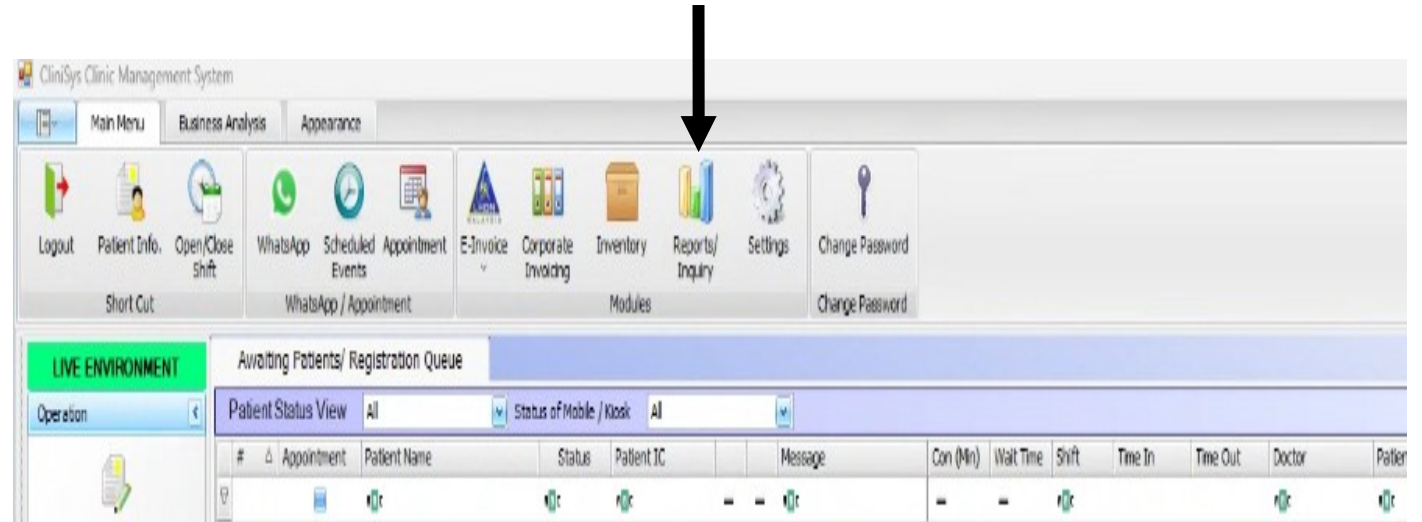 CliniSys Clinic Management System
Main Menu Business Analysis Appearance
Logout Patient Info. Open/Close Shift WhatsApp Scheduled Events Appointment E-Invoice Corporate Invoicing Inventory Reports/ Inquiry Settings Change Password
Short Cut WhatsApp / Appointment Modules Change Password
LIVE ENVIRONMENT Awaiting Patients/ Registration Queue
Operation Patient Status View All Status of Mobile / Kiosk All
# Appointment Patient Name Status Patient IC Message Con (Min) Wait Time Shift Time In Time Out Doctor